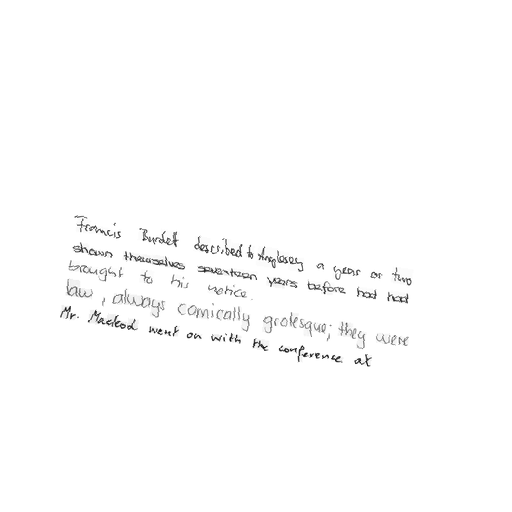 Francis Burdett described to Anglesey a year or two
shown themselves seventeen years before had had
brought to his notice.
law, always comically grotesque; they were
Mr. Macleod went on with the conference at